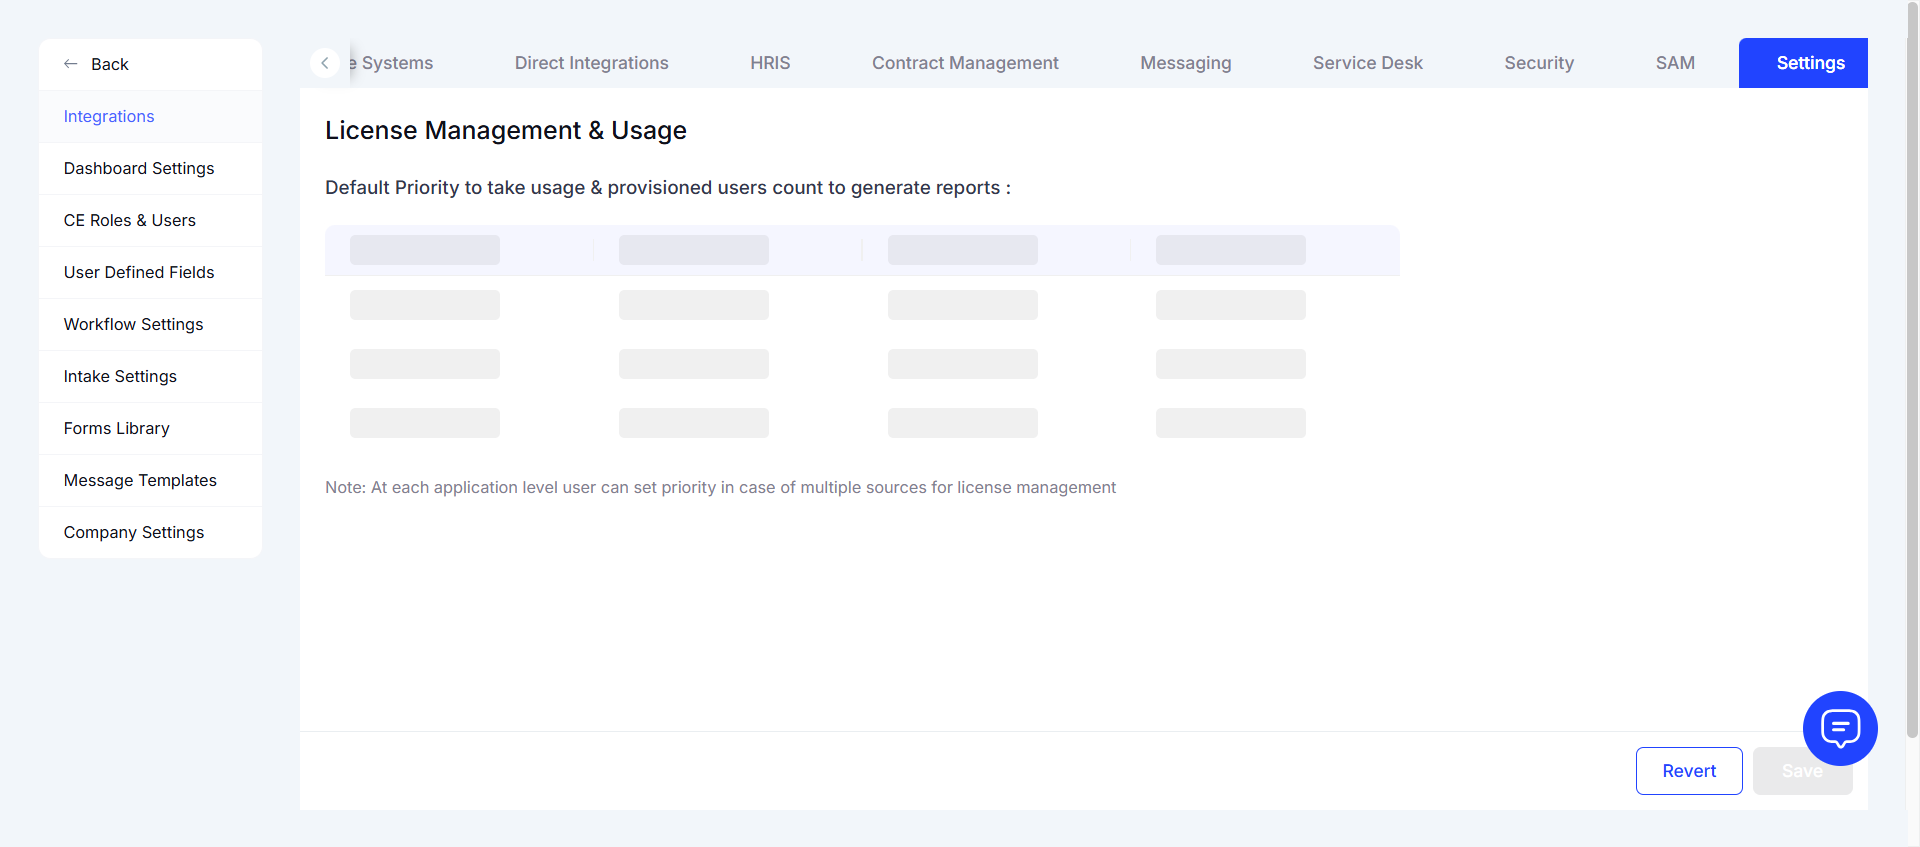 Back
Integrations
Dashboard Settings
CE Roles & Users
User Defined Fields
Workflow Settings
Intake Settings
Forms Library
Message Templates
Company Settings
e Systems
Direct Integrations
HRIS
Contract Management
Messaging
Service Desk
Security
SAM
Settings
License Management & Usage
Default Priority to take usage & provisioned users count to generate reports :
Note: At each application level user can set priority in case of multiple sources for license management
Revert
Save